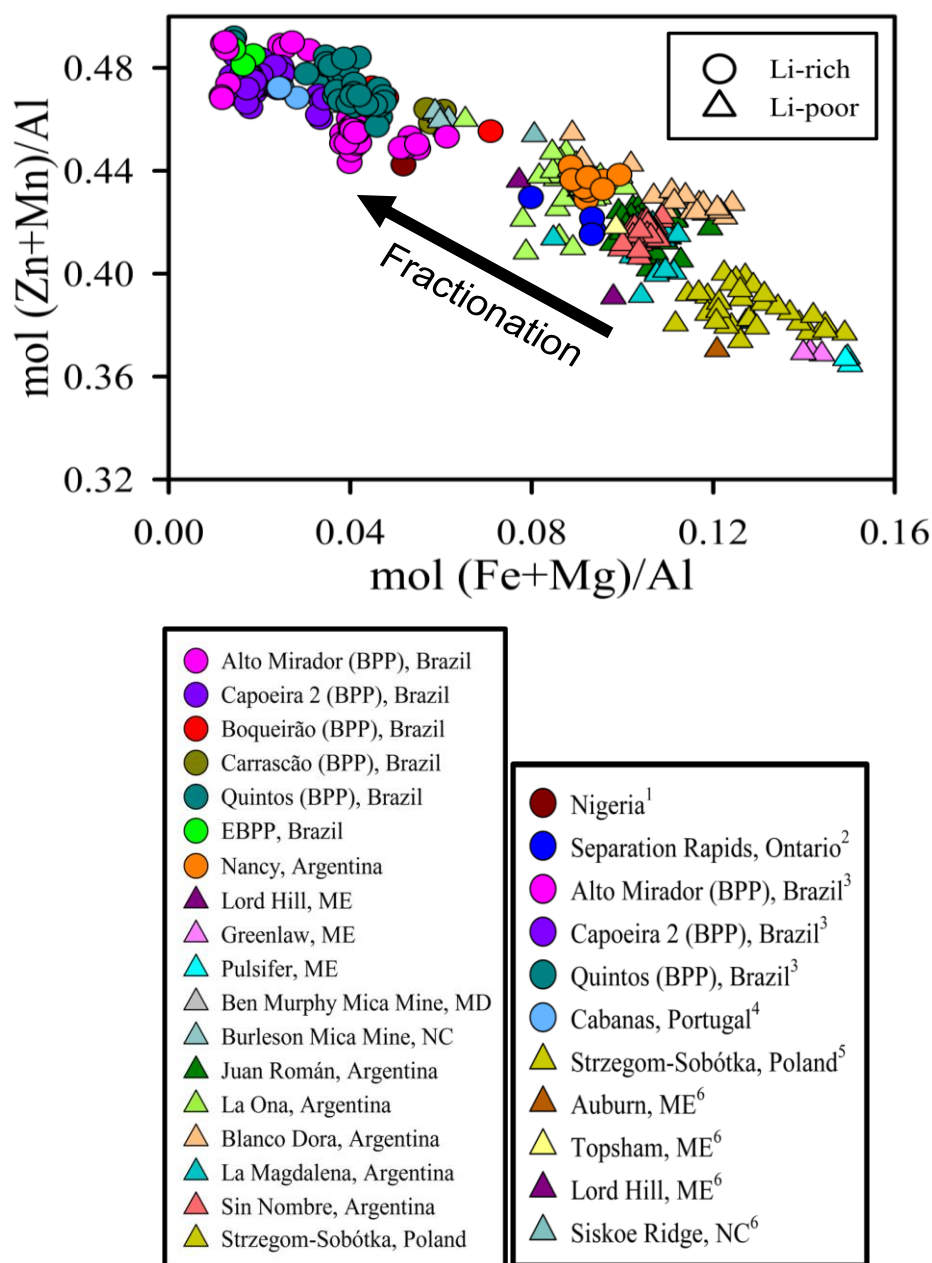 0.48
0.44
0.40
0.36
0.32
mol (Zn+Mn)/Al
Li-rich
Li-poor
Fractionation
0.00 0.04 0.08 0.12 0.16
mol (Fe+Mg)/Al
Alto Mirador (BPP), Brazil
Capoeira 2 (BPP), Brazil
Boqueirão (BPP), Brazil
Carrascão (BPP), Brazil
Quintos (BPP), Brazil
EBPP, Brazil
Nancy, Argentina
Lord Hill, ME
Greenlaw, ME
Pulsifer, ME
Ben Murphy Mica Mine, MD
Burleson Mica Mine, NC
Juan Román, Argentina
La Ona, Argentina
Blanco Dora, Argentina
La Magdalena, Argentina
Sin Nombre, Argentina
Strzegom-Sobótka, Poland
Nigeria¹
Separation Rapids, Ontario²
Alto Mirador (BPP), Brazil³
Capoeira 2 (BPP), Brazil³
Quintos (BPP), Brazil³
Cabanas, Portugal⁴
Strzegom-Sobótka, Poland⁵
Auburn, ME⁶
Topsham, ME⁶
Lord Hill, ME⁶
Siskoe Ridge, NC⁶